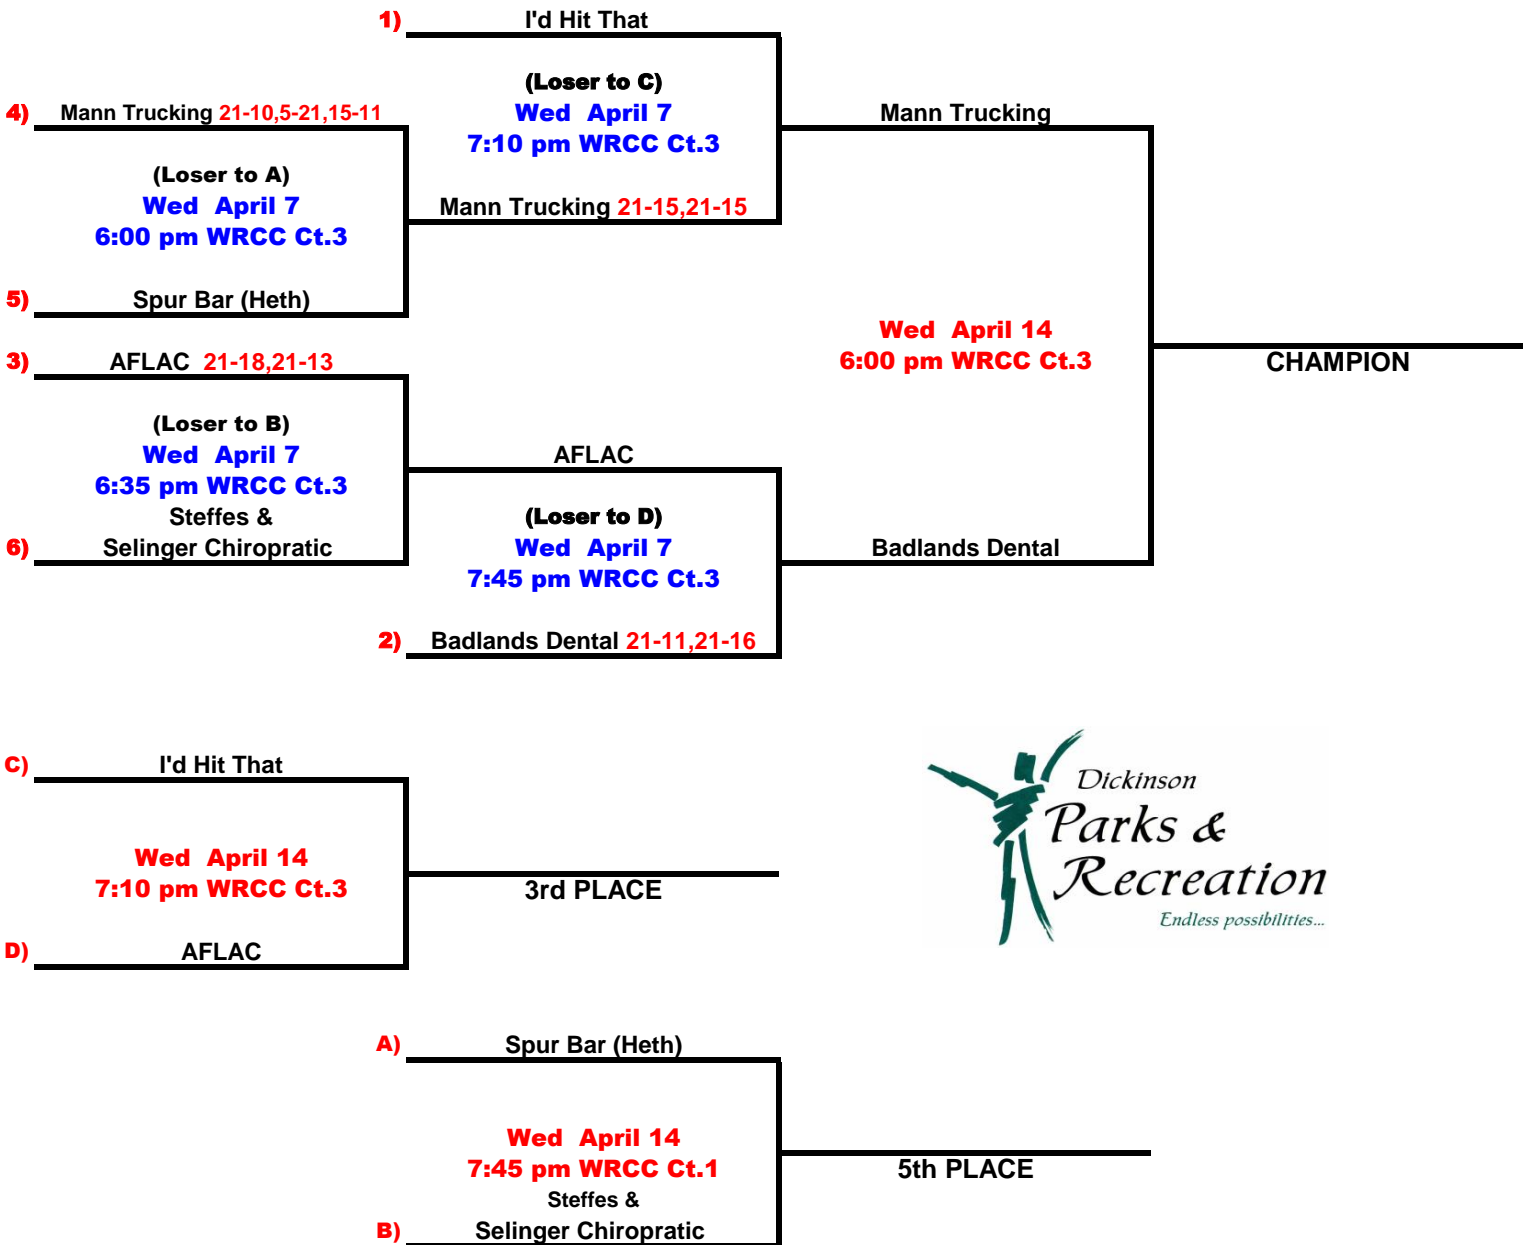 1) I'd Hit That
(Loser to C)
4) Mann Trucking 21-10,5-21,15-11
Wed April 7
Mann Trucking
7:10 pm WRCC Ct.3
(Loser to A)
Wed April 7
Mann Trucking 21-15,21-15
6:00 pm WRCC Ct.3
5) Spur Bar (Heth)
Wed April 14
6:00 pm WRCC Ct.3
3) AFLAC 21-18,21-13
CHAMPION
(Loser to B)
Wed April 7
AFLAC
6:35 pm WRCC Ct.3
Steffes &
6) Selinger Chiropratic
(Loser to D)
Wed April 7
Badlands Dental
7:45 pm WRCC Ct.3
2) Badlands Dental 21-11,21-16
C) I'd Hit That
Wed April 14
7:10 pm WRCC Ct.3
3rd PLACE
D) AFLAC
Dickinson
Parks &
Recreation
Endless possibilities...
A) Spur Bar (Heth)
Wed April 14
7:45 pm WRCC Ct.1
5th PLACE
Steffes &
B) Selinger Chiropratic